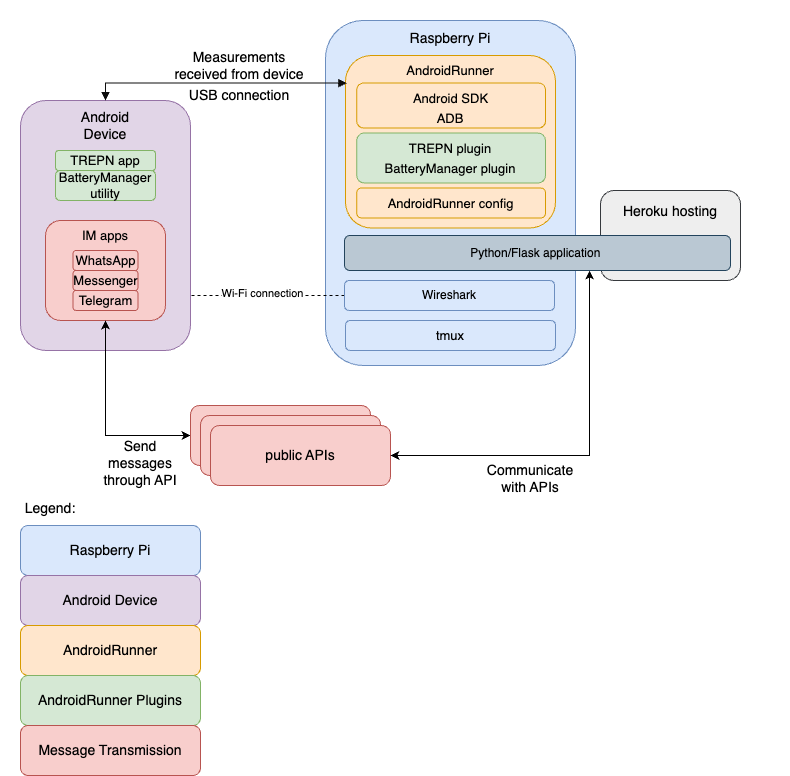 Raspberry Pi
Measurements
received from device
USB connection
AndroidRunner
Android SDK
ADB
TREPN plugin
BatteryManager plugin
AndroidRunner config
Android
Device
TREPN app
BatteryManager
utility
IM apps
WhatsApp
Messenger
Telegram
Heroku hosting
Python/Flask application
Wi-Fi connection
Wireshark
tmux
Send
messages
through API
public APIs
Communicate
with APIs
Legend:
Raspberry Pi
Android Device
AndroidRunner
AndroidRunner Plugins
Message Transmission